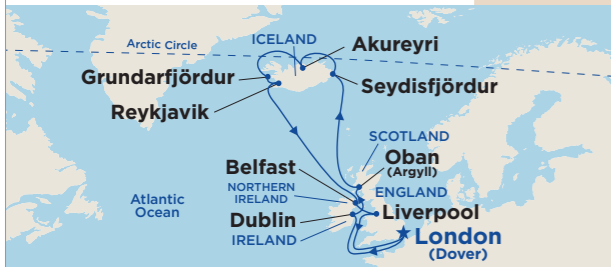 ICELAND
Arctic Circle
Akureyri
Grundarfjördur
Seydisfjördur
Reykjavik
SCOTLAND
Oban
(Argyll)
Belfast
NORTHERN
IRELAND
ENGLAND
Atlantic
Ocean
Liverpool
Dublin
IRELAND
London
(Dover)